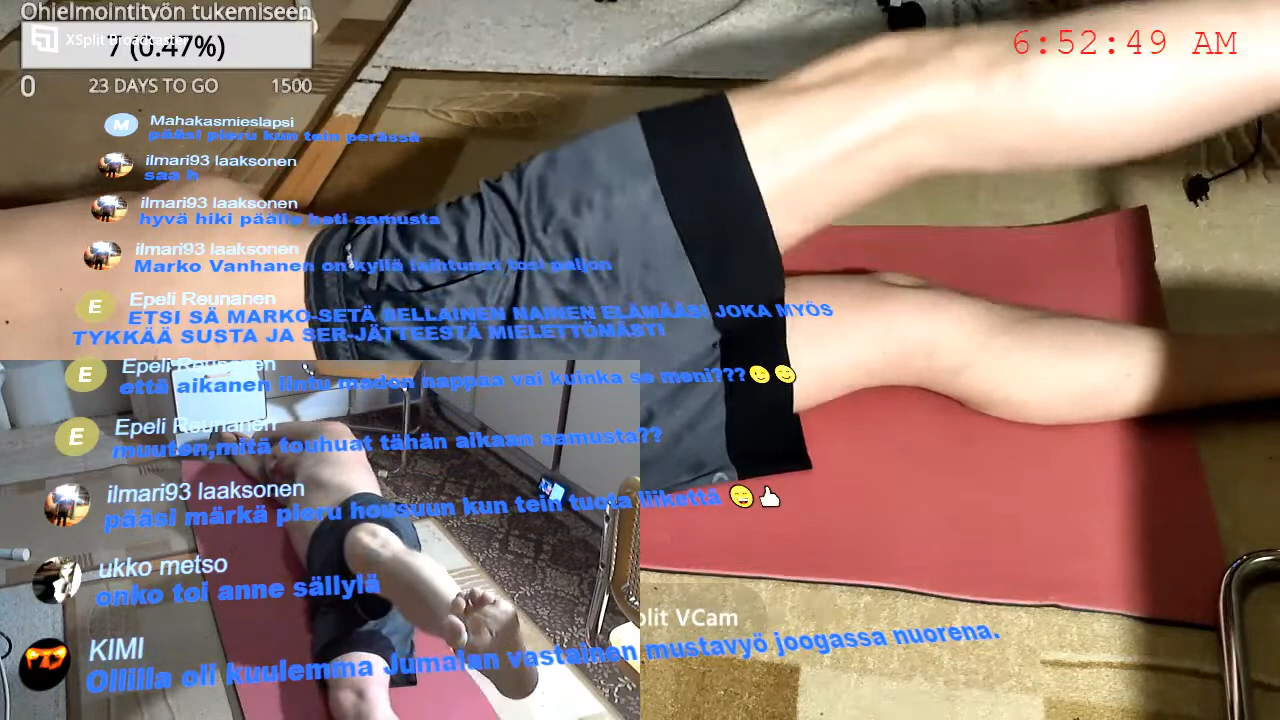 Ohjelmointityön tukemiseen
XSplit Broadcaster
7 (0.47%)
0 23 DAYS TO GO 1500
6:52:49 AM
M Mahakasmieslapsi
pääsi pieru kun tein perässä
ilmari93 laaksonen
saa h
ilmari93 laaksonen
hyvä hiki päälle heti aamusta
ilmari93 laaksonen
Marko Vanhanen on kyllä laihtunut tosi paljon
E Epeli Reunanen
ETSI SÄ MARKO-SETÄ SELLAINEN NAINEN ELÄMÄÄSI JOKA MYÖS
TYKKÄÄ SUSTA JA SER-JÄTTEESTÄ MIELETTÖMÄSTI
E Epeli Reunanen
että aikanen lintu madon nappaa vai kuinka se meni???😉😊
E Epeli Reunanen
muuten,mitä touhuat tähän aikaan aamusta??
ilmari93 laaksonen
pääsi märkä pieru housuun kun tein tuota liikettä 😄👍
ukko metso
onko toi anne sällylä
KIMI
Ollilla oli kuulemma Jumalan vastainen mustavyö joogassa nuorena.
plit VCam